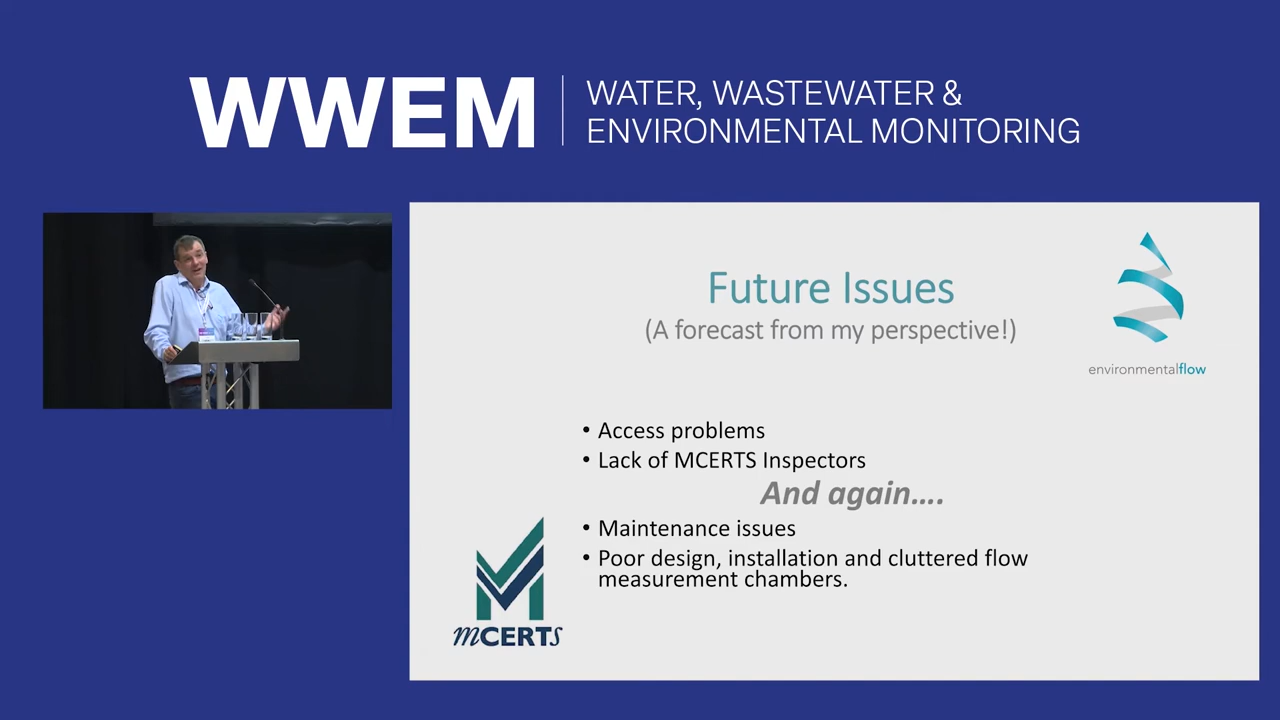 WWEM
WATER, WASTEWATER &
ENVIRONMENTAL MONITORING
Future Issues
(A forecast from my perspective!)
environmentalflow
• Access problems
• Lack of MCERTS Inspectors
And again....
• Maintenance issues
• Poor design, installation and cluttered flow
measurement chambers.
mCERTs